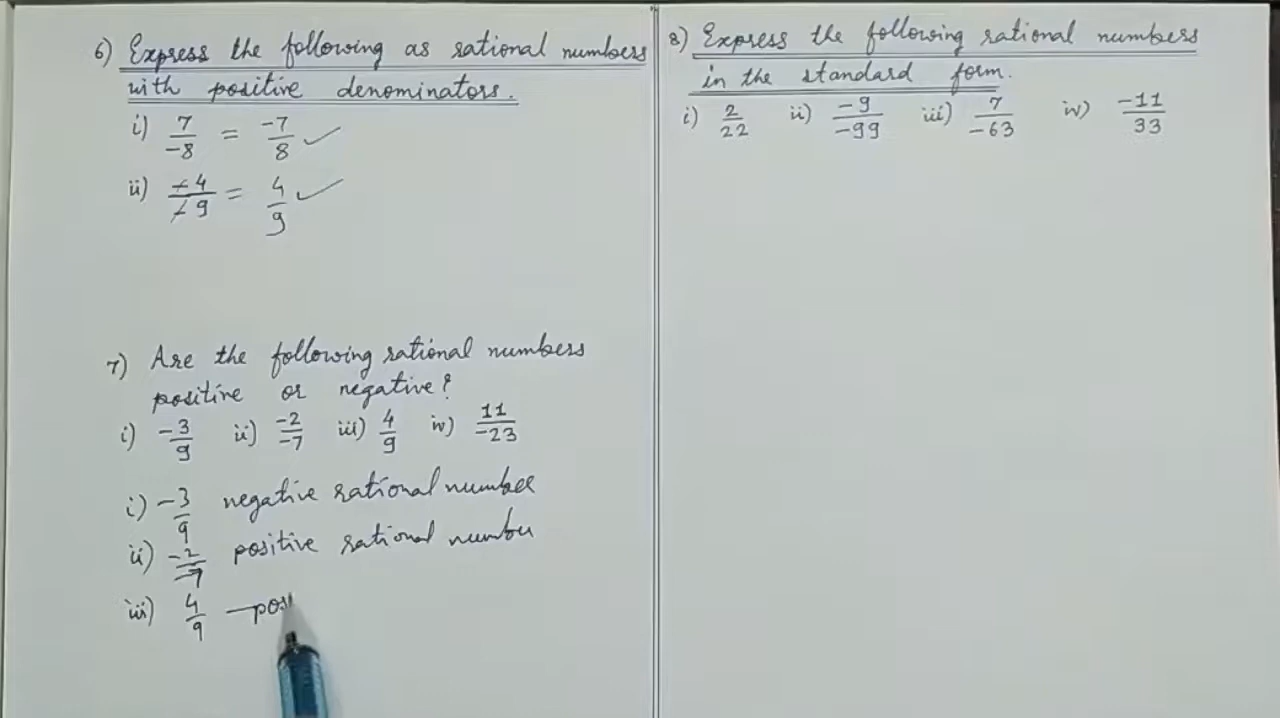 6) Express the following as rational numbers
with positive denominators.
i) 7/-8 = -7/8 ✓
ii) -4/-9 = 4/9 ✓
7) Are the following rational numbers
positive or negative?
i) -3/9 ii) -2/-7 iii) 4/9 iv) 11/-23
i) -3/9 negative rational number
ii) -2/-7 positive rational number
iii) 4/9 — pos
8) Express the following rational numbers
in the standard form.
i) 2/22 ii) -9/-99 iii) 7/-63 iv) -11/33